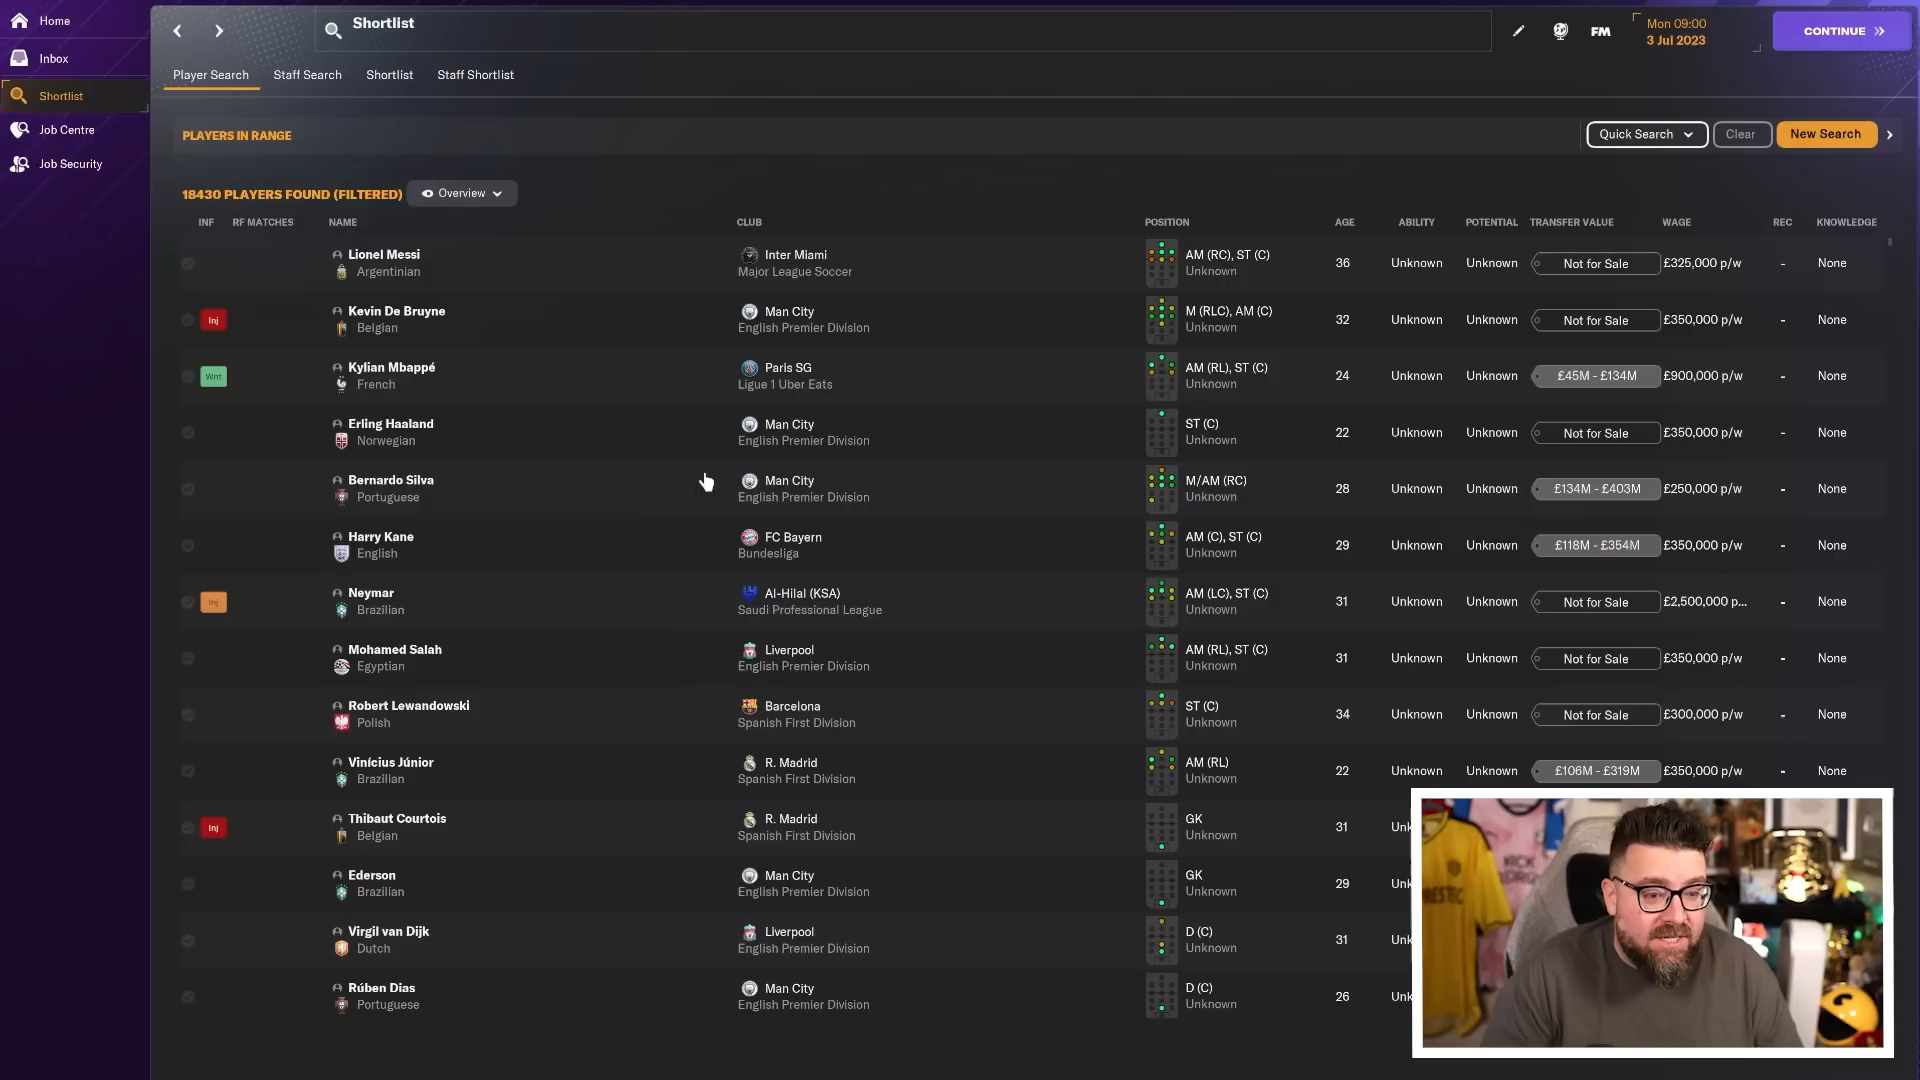 Home
Inbox
Shortlist
Job Centre
Job Security
Shortlist
FM
Mon 09:00
3 Jul 2023
CONTINUE
Player Search Staff Search Shortlist Staff Shortlist
PLAYERS IN RANGE
Quick Search Clear New Search
18430 PLAYERS FOUND (FILTERED) Overview
INF RF MATCHES NAME CLUB POSITION AGE ABILITY POTENTIAL TRANSFER VALUE WAGE REC KNOWLEDGE
Lionel Messi Inter Miami AM (RC), ST (C) 36 Unknown Unknown Not for Sale £325,000 p/w - None
Argentinian Major League Soccer Unknown
Inj Kevin De Bruyne Man City M (RLC), AM (C) 32 Unknown Unknown Not for Sale £350,000 p/w - None
Belgian English Premier Division Unknown
Wnt Kylian Mbappé Paris SG AM (RL), ST (C) 24 Unknown Unknown £45M - £134M £900,000 p/w - None
French Ligue 1 Uber Eats Unknown
Erling Haaland Man City ST (C) 22 Unknown Unknown Not for Sale £350,000 p/w - None
Norwegian English Premier Division Unknown
Bernardo Silva Man City M/AM (RC) 28 Unknown Unknown £134M - £403M £250,000 p/w - None
Portuguese English Premier Division Unknown
Harry Kane FC Bayern AM (C), ST (C) 29 Unknown Unknown £118M - £354M £350,000 p/w - None
English Bundesliga Unknown
Inj Neymar Al-Hilal (KSA) AM (LC), ST (C) 31 Unknown Unknown Not for Sale £2,500,000 p... - None
Brazilian Saudi Professional League Unknown
Mohamed Salah Liverpool AM (RL), ST (C) 31 Unknown Unknown Not for Sale £350,000 p/w - None
Egyptian English Premier Division Unknown
Robert Lewandowski Barcelona ST (C) 34 Unknown Unknown Not for Sale £300,000 p/w - None
Polish Spanish First Division Unknown
Vinícius Júnior R. Madrid AM (RL) 22 Unknown Unknown £106M - £319M £350,000 p/w - None
Brazilian Spanish First Division Unknown
Inj Thibaut Courtois R. Madrid GK 31 Unk
Belgian Spanish First Division Unknown
Ederson Man City GK 29 Unk
Brazilian English Premier Division Unknown
Virgil van Dijk Liverpool D (C) 31 Unk
Dutch English Premier Division Unknown
Rúben Dias Man City D (C) 26 Unk
Portuguese English Premier Division Unknown